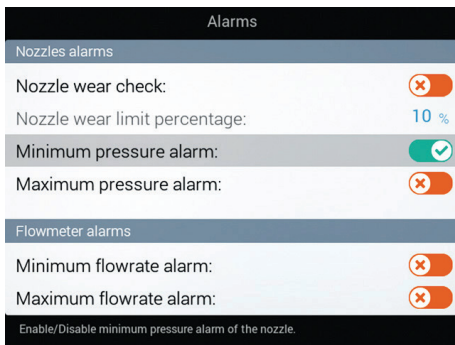 Alarms
Nozzles alarms
Nozzle wear check:
Nozzle wear limit percentage: 10 %
Minimum pressure alarm:
Maximum pressure alarm:
Flowmeter alarms
Minimum flowrate alarm:
Maximum flowrate alarm:
Enable/Disable minimum pressure alarm of the nozzle.